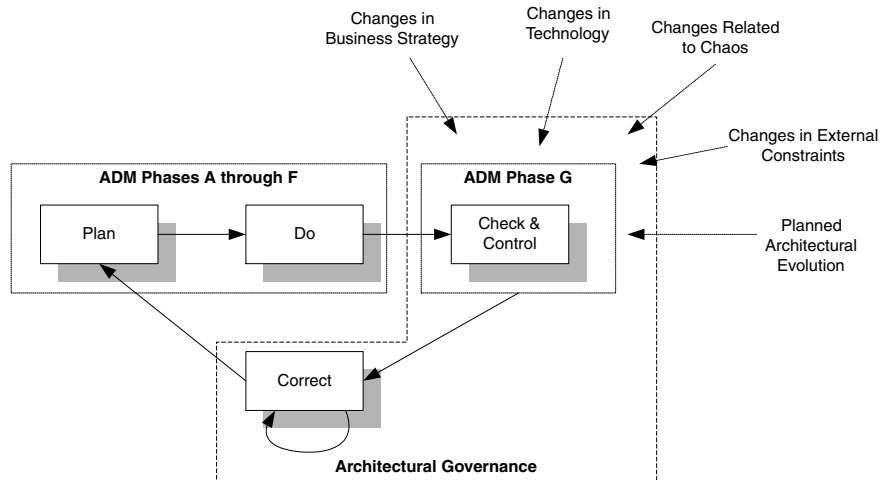 Changes in
Business Strategy
Changes in
Technology
Changes Related
to Chaos
Changes in External
Constraints
ADM Phases A through F
ADM Phase G
Plan
Do
Check &
Control
Planned
Architectural
Evolution
Correct
Architectural Governance